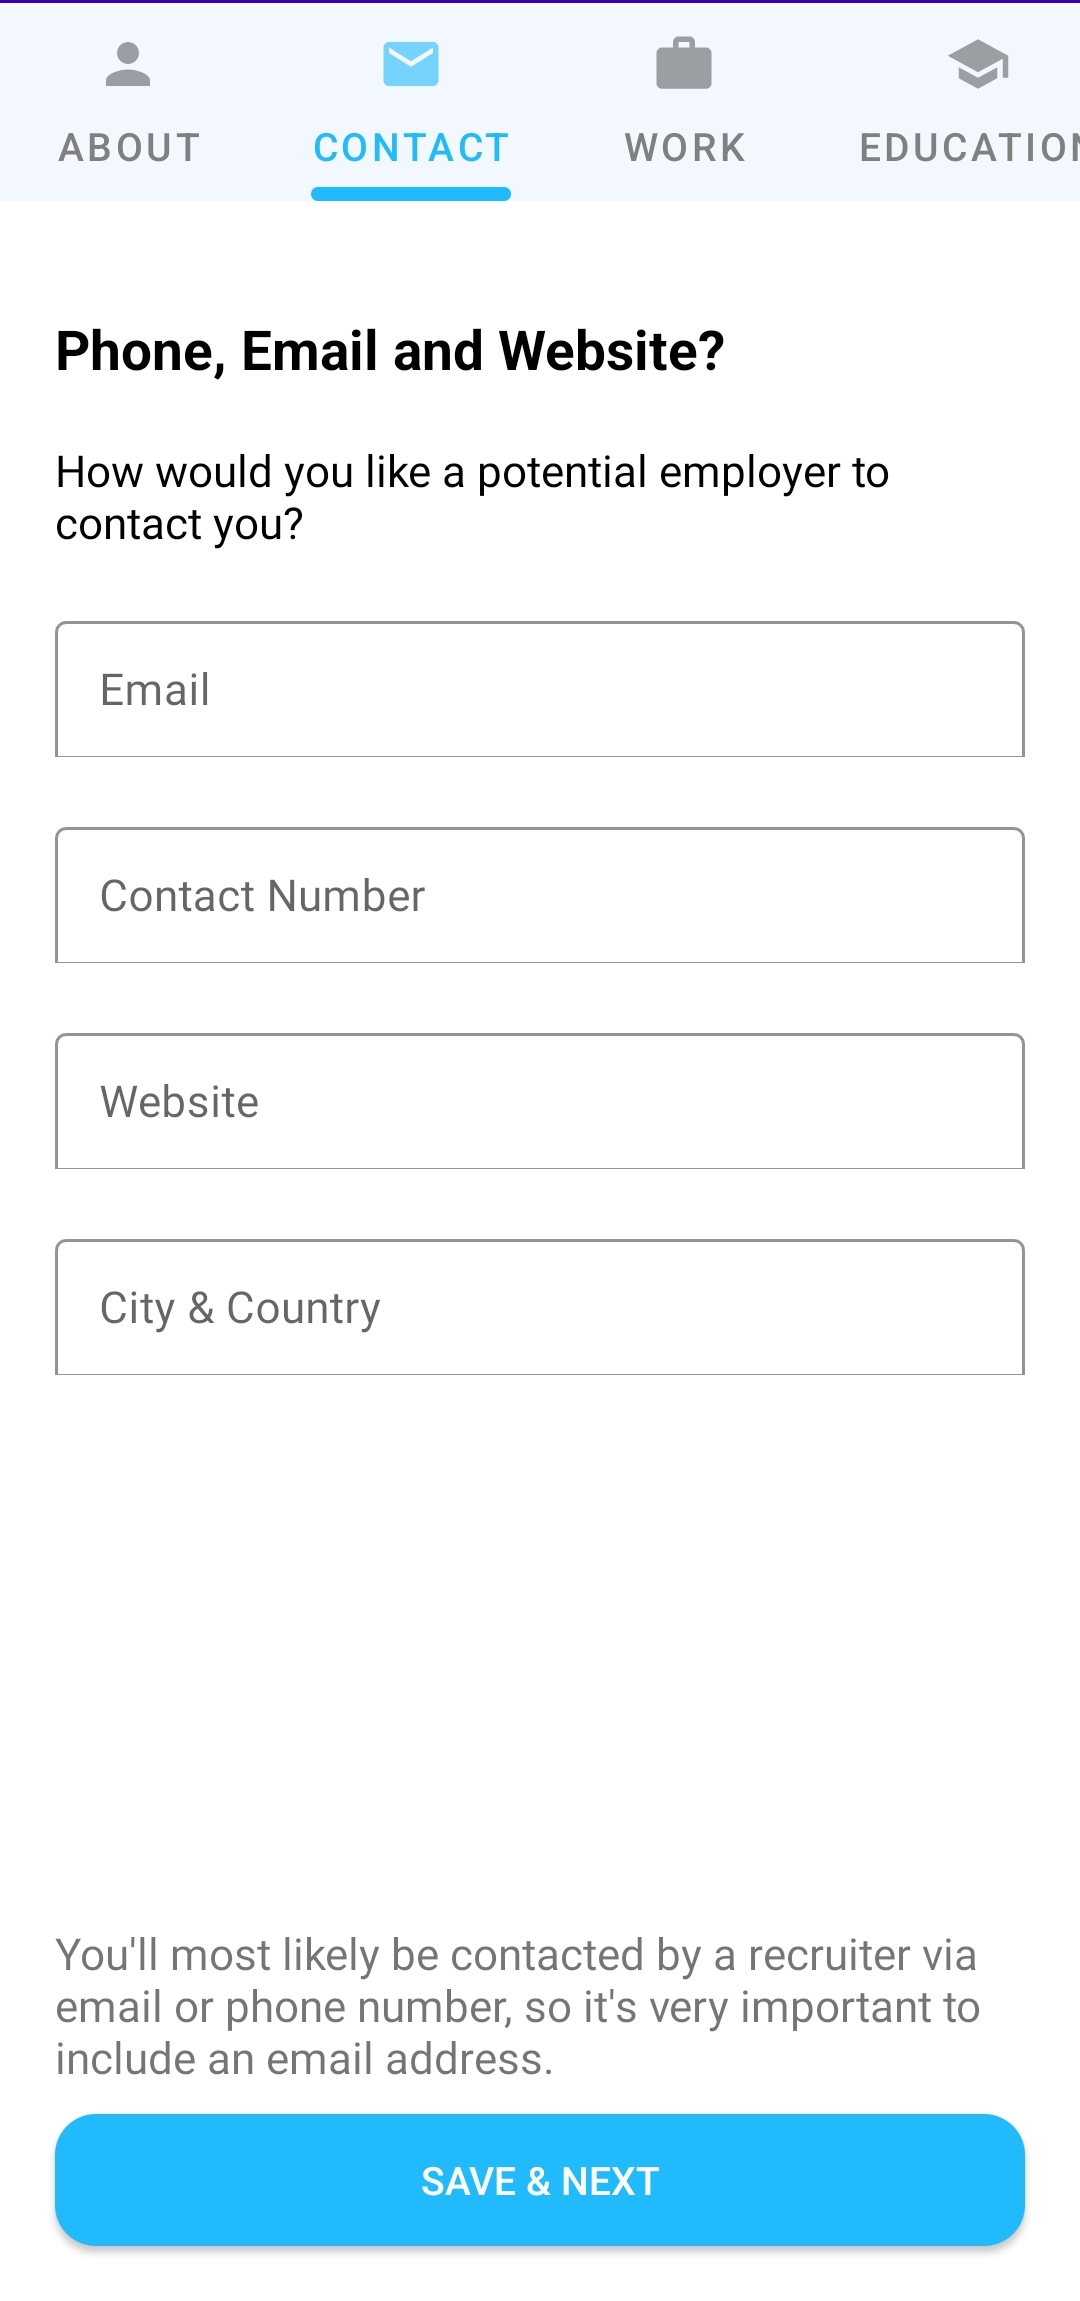 ABOUT CONTACT WORK EDUCATION
Phone, Email and Website?
How would you like a potential employer to
contact you?
Email
Contact Number
Website
City & Country
You'll most likely be contacted by a recruiter via
email or phone number, so it's very important to
include an email address.
SAVE & NEXT